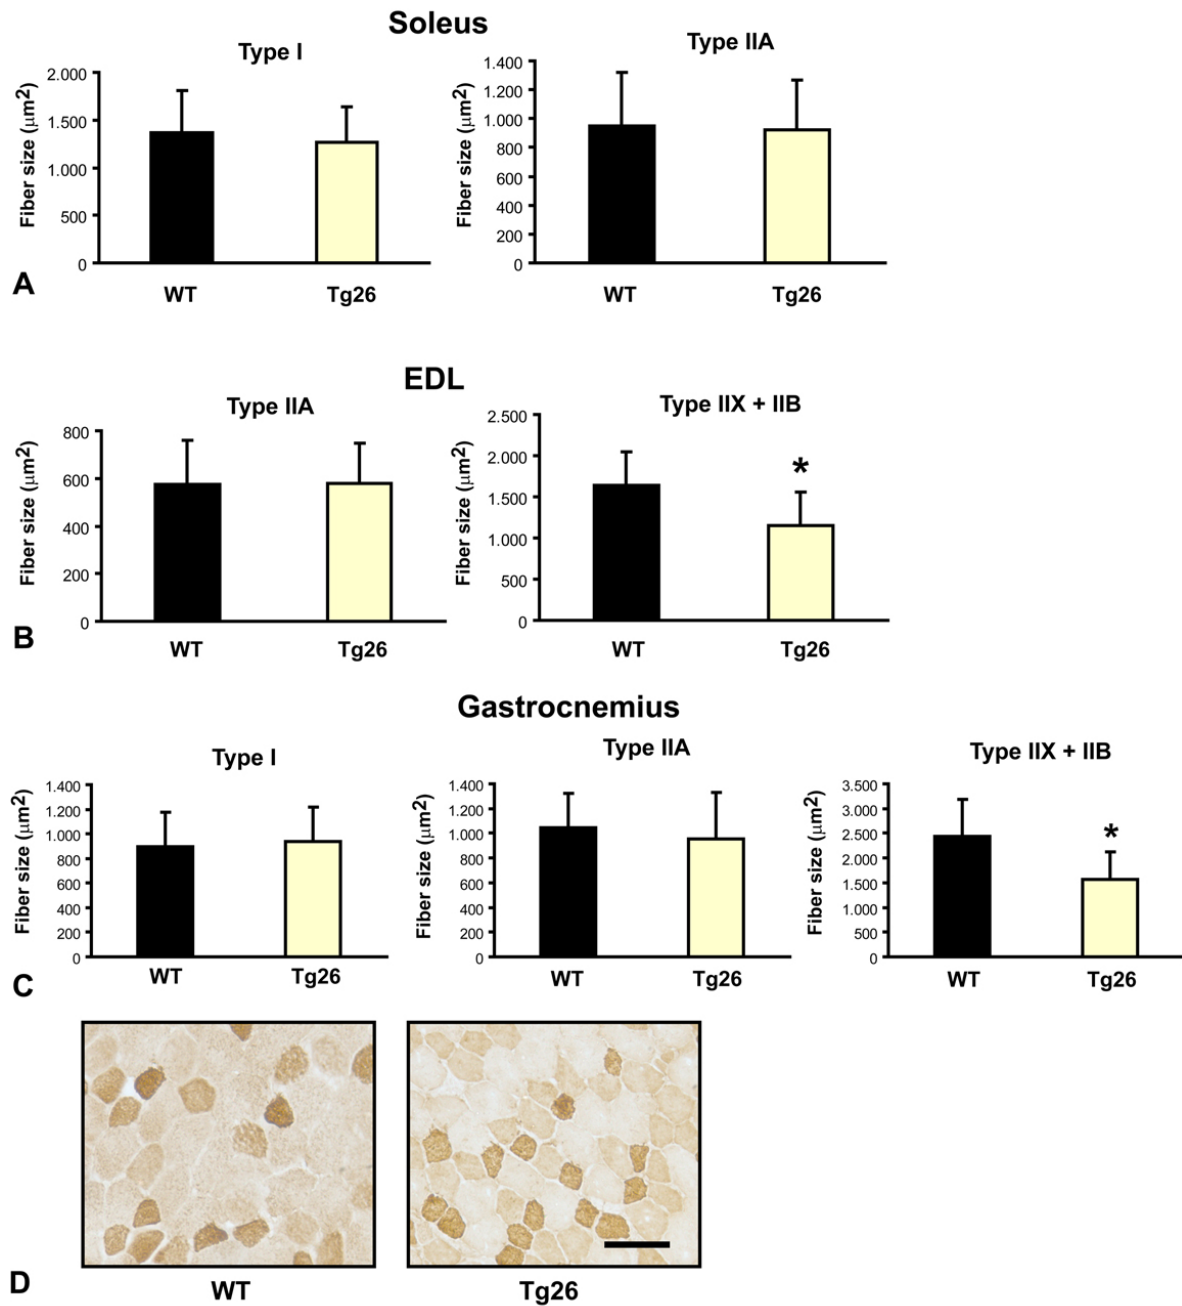 Soleus
Type I
Fiber size (μm2)
2.000
1.500
1.000
500
0
WT
Tg26
Type IIA
Fiber size (μm2)
1.400
1.200
1.000
800
600
400
200
0
WT
Tg26
A
EDL
Type IIA
Fiber size (μm2)
800
600
400
200
0
WT
Tg26
Type IIX + IIB
Fiber size (μm2)
2.500
2.000
1.500
1.000
500
0
*
WT
Tg26
B
Gastrocnemius
Type I
Fiber size (μm2)
1.400
1.200
1.000
800
600
400
200
0
WT
Tg26
Type IIA
Fiber size (μm2)
1.400
1.200
1.000
800
600
400
200
0
WT
Tg26
Type IIX + IIB
Fiber size (μm2)
3.500
3.000
2.500
2.000
1.500
1.000
500
0
*
WT
Tg26
C
D
WT
Tg26